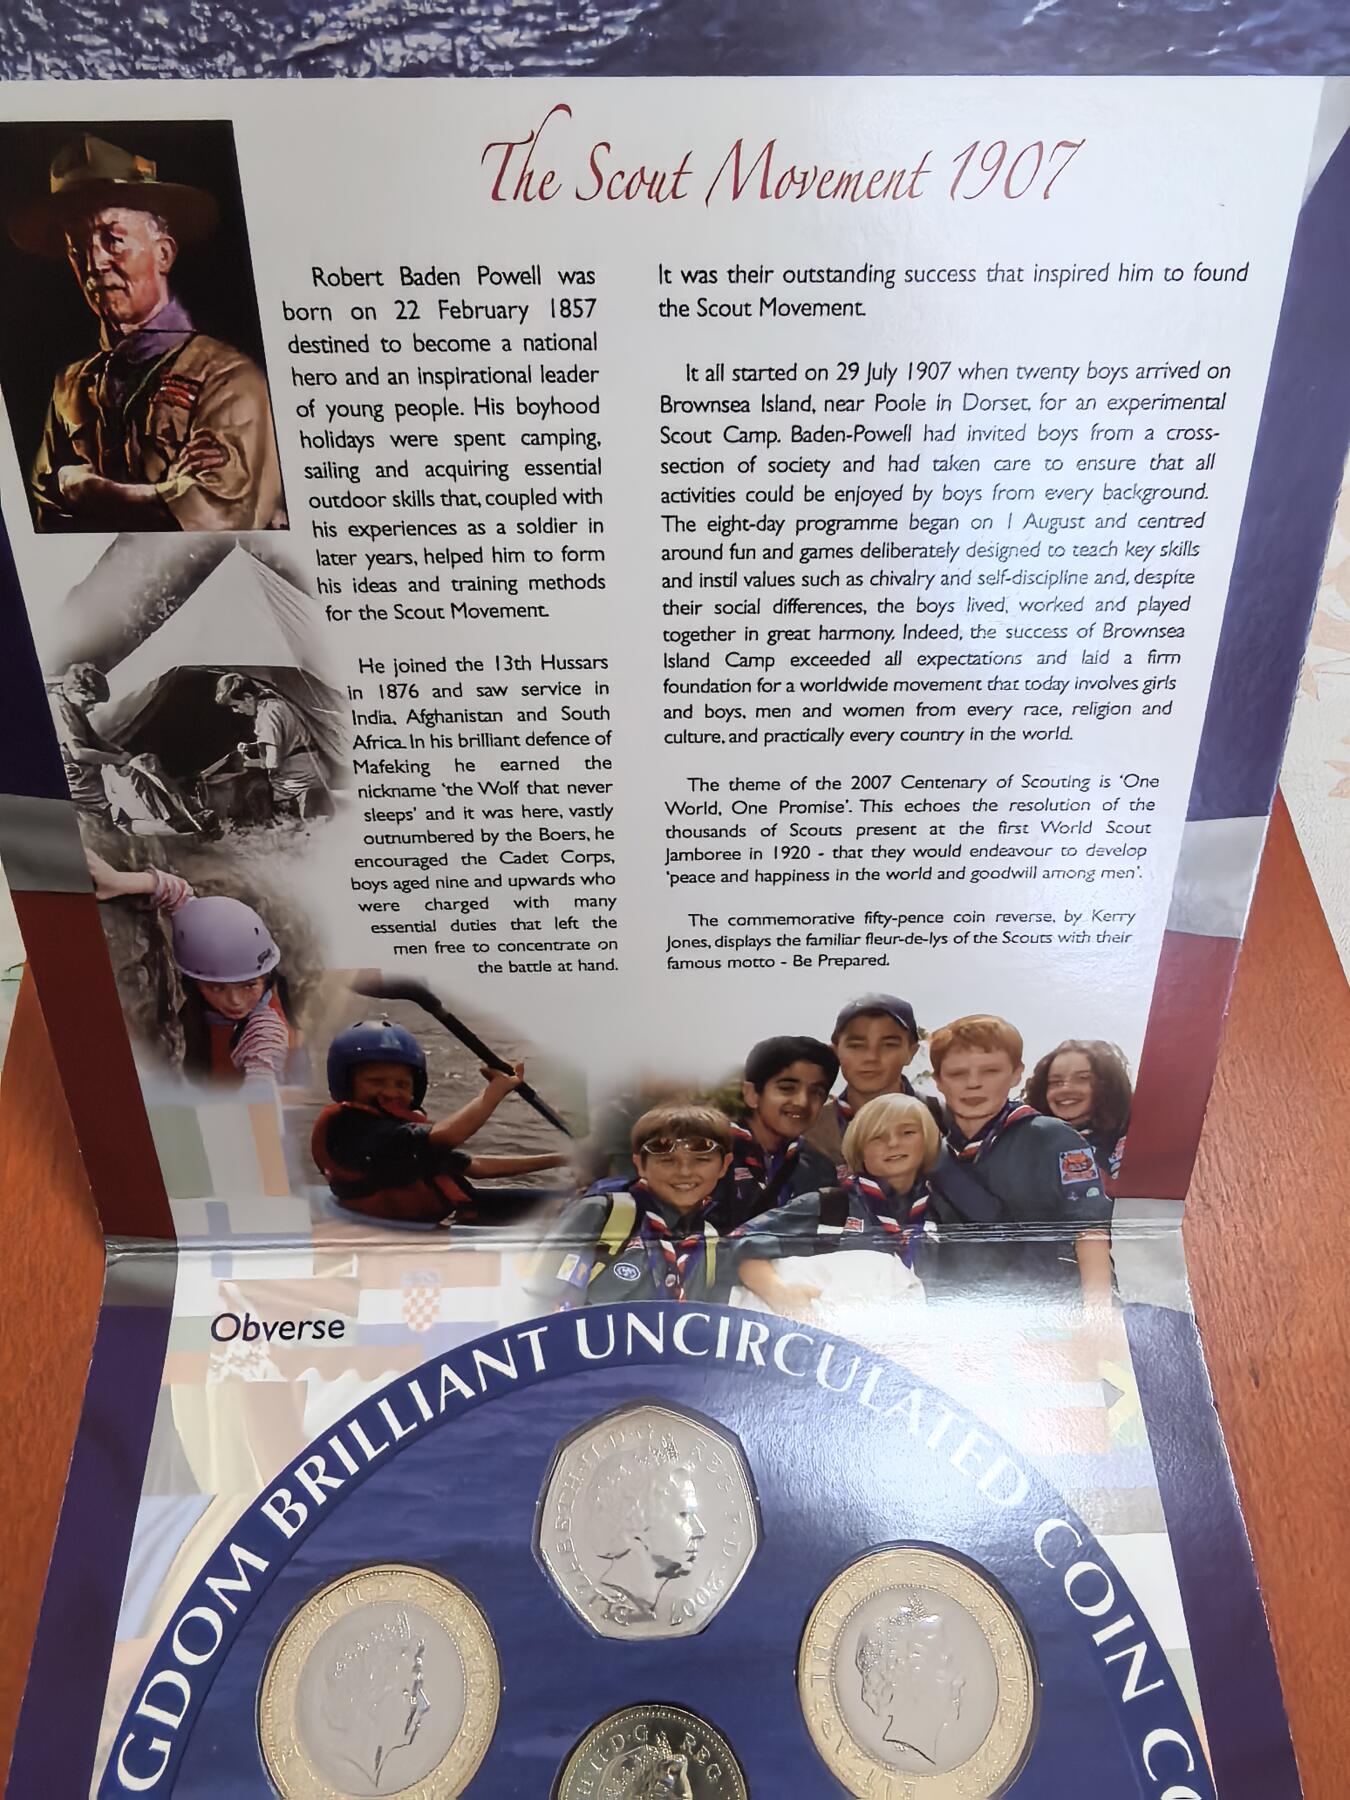 The Scout Movement 1907
Robert Baden Powell was
born on 22 February 1857
destined to become a national
hero and an inspirational leader
of young people. His boyhood
holidays were spent camping,
sailing and acquiring essential
outdoor skills that, coupled with
his experiences as a soldier in
later years, helped him to form
his ideas and training methods
for the Scout Movement.
He joined the 13th Hussars
in 1876 and saw service in
India, Afghanistan and South
Africa. In his brilliant defence of
Mafeking he earned the
nickname 'the Wolf that never
sleeps' and it was here, vastly
outnumbered by the Boers, he
encouraged the Cadet Corps,
boys aged nine and upwards who
were charged with many
essential duties that left the
men free to concentrate on
the battle at hand.
It was their outstanding success that inspired him to found
the Scout Movement.
It all started on 29 July 1907 when twenty boys arrived on
Brownsea Island, near Poole in Dorset, for an experimental
Scout Camp. Baden-Powell had invited boys from a cross-
section of society and had taken care to ensure that all
activities could be enjoyed by boys from every background.
The eight-day programme began on 1 August and centred
around fun and games deliberately designed to teach key skills
and instil values such as chivalry and self-discipline and, despite
their social differences, the boys lived, worked and played
together in great harmony. Indeed, the success of Brownsea
Island Camp exceeded all expectations and laid a firm
foundation for a worldwide movement that today involves girls
and boys, men and women from every race, religion and
culture, and practically every country in the world.
The theme of the 2007 Centenary of Scouting is 'One
World, One Promise'. This echoes the resolution of the
thousands of Scouts present at the first World Scout
Jamboree in 1920 - that they would endeavour to develop
'peace and happiness in the world and goodwill among men'.
The commemorative fifty-pence coin reverse, by Kerry
Jones, displays the familiar fleur-de-lys of the Scouts with their
famous motto - Be Prepared.
Obverse
GDOM BRILLIANT UNCIRCULATED COIN CO
ELIZABETH·II·D·G REG·F·D·2007
II·D·G REG